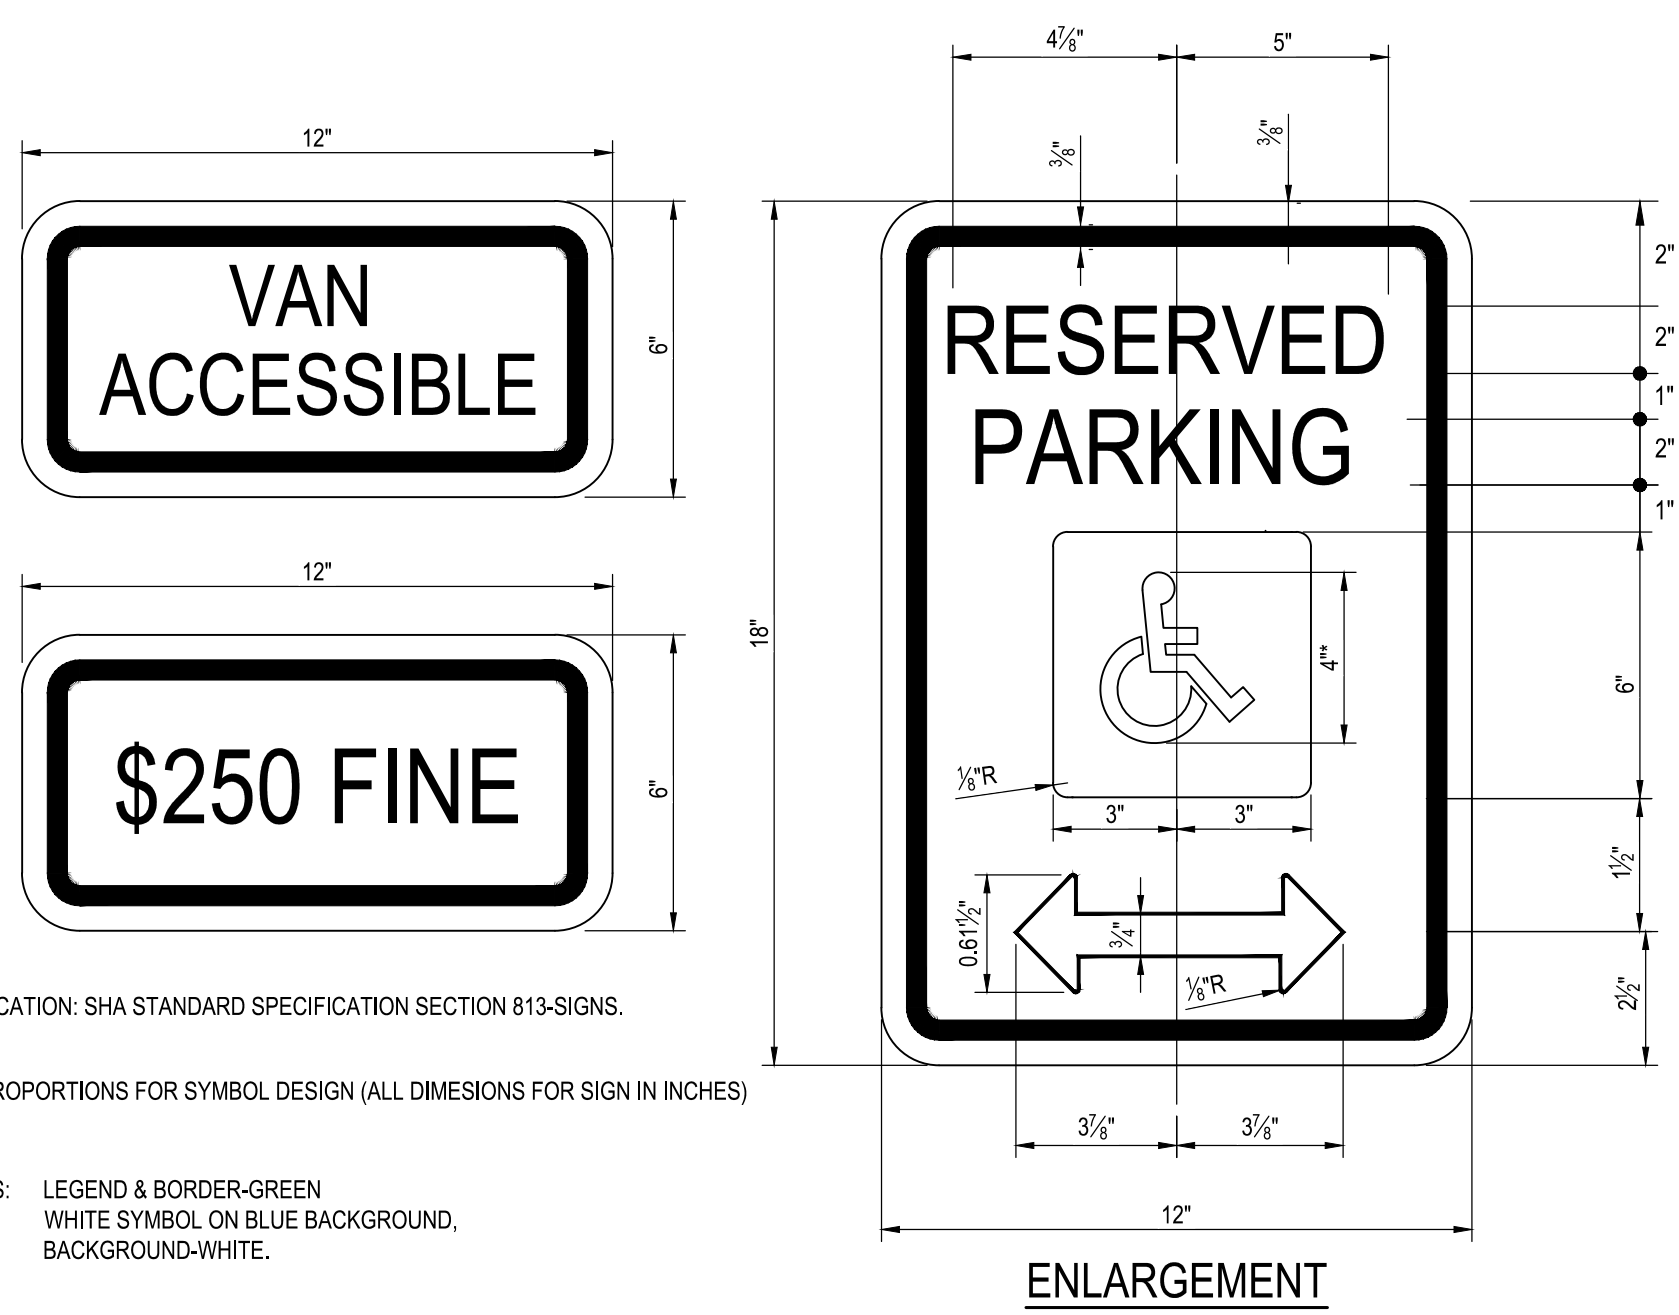 4⅞" 5"
⅜" ⅜"
12"
VAN
ACCESSIBLE
6"
12"
$250 FINE
6"
18"
RESERVED
PARKING
2"
2"
1"
2"
1"
6"
1½"
2½"
4"*
⅛"R
3" 3"
0.61'½"
¾"
⅛"R
3⅞" 3⅞"
12"
ENLARGEMENT
CATION: SHA STANDARD SPECIFICATION SECTION 813-SIGNS.
ROPORTIONS FOR SYMBOL DESIGN (ALL DIMESIONS FOR SIGN IN INCHES)
S: LEGEND & BORDER-GREEN
WHITE SYMBOL ON BLUE BACKGROUND,
BACKGROUND-WHITE.